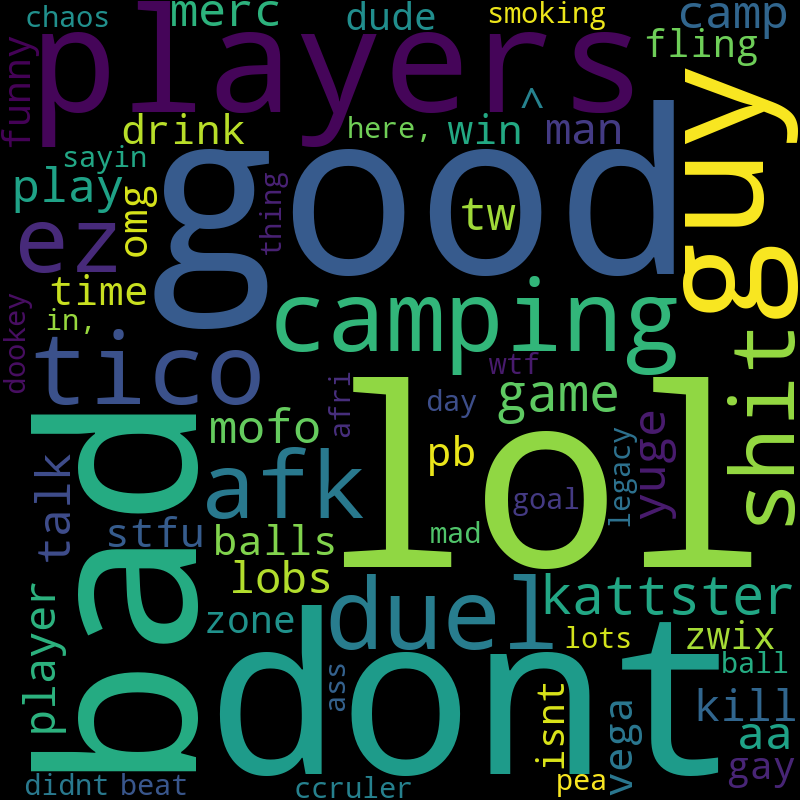 chaos
merc
dude
smoking
camp
funny
players
fling
^
guy
drink
here,
win
man
sayin
good
play
omg
thing
tw
ez
time
camping
in,
dookey
tico
wtf
shit
afri
day
game
lol
bad
mofo
pb
legacy
yuge
talk
afk
goal
stfu
balls
mad
lobs
duel
kattster
player
zone
dont
lots
zwix
ass
ball
isnt
vega
kill
aa
gay
didnt
beat
ccruler
pea